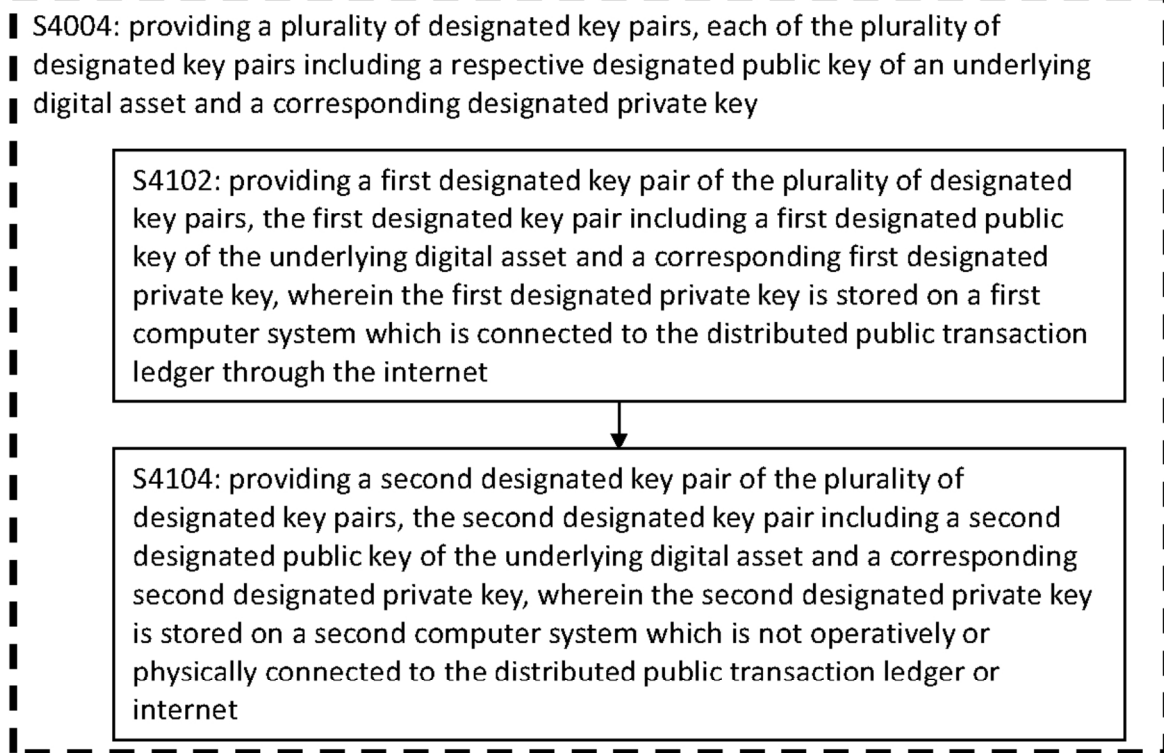 S4004: providing a plurality of designated key pairs, each of the plurality of
designated key pairs including a respective designated public key of an underlying
digital asset and a corresponding designated private key
S4102: providing a first designated key pair of the plurality of designated
key pairs, the first designated key pair including a first designated public
key of the underlying digital asset and a corresponding first designated
private key, wherein the first designated private key is stored on a first
computer system which is connected to the distributed public transaction
ledger through the internet
S4104: providing a second designated key pair of the plurality of
designated key pairs, the second designated key pair including a second
designated public key of the underlying digital asset and a corresponding
second designated private key, wherein the second designated private key
is stored on a second computer system which is not operatively or
physically connected to the distributed public transaction ledger or
internet